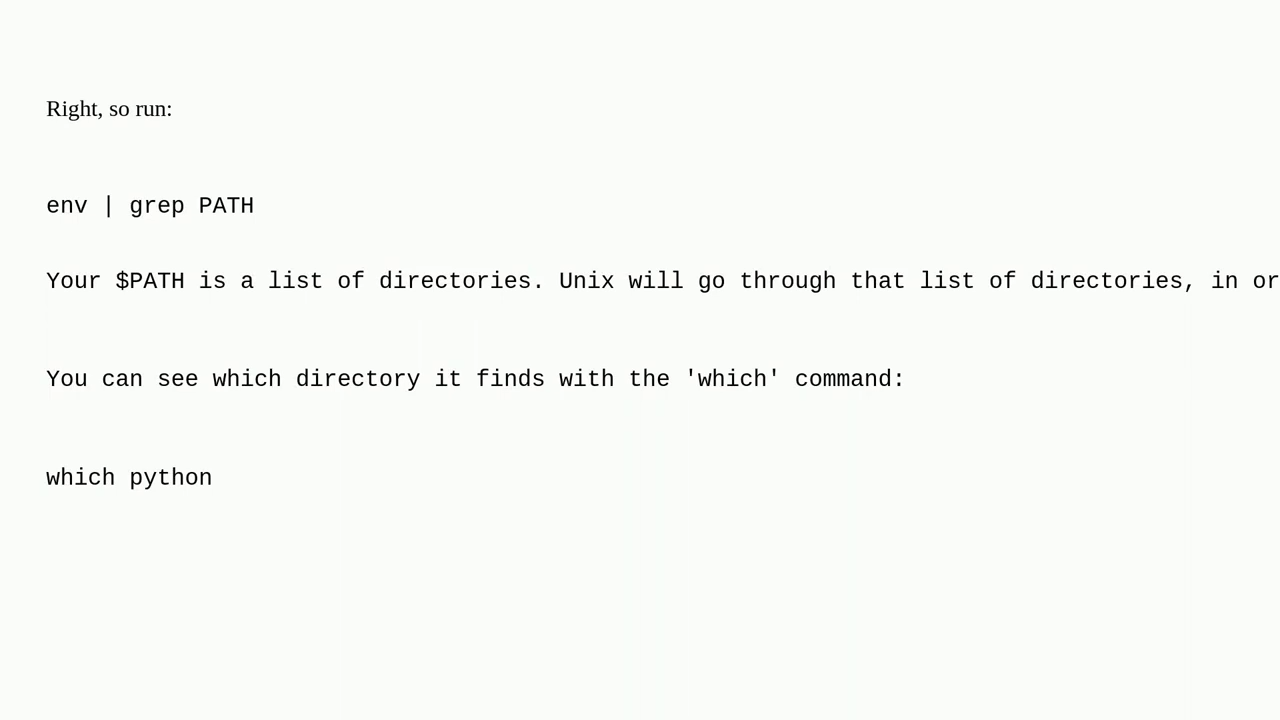 Right, so run:
env | grep PATH
Your $PATH is a list of directories. Unix will go through that list of directories, in or
You can see which directory it finds with the 'which' command:
which python